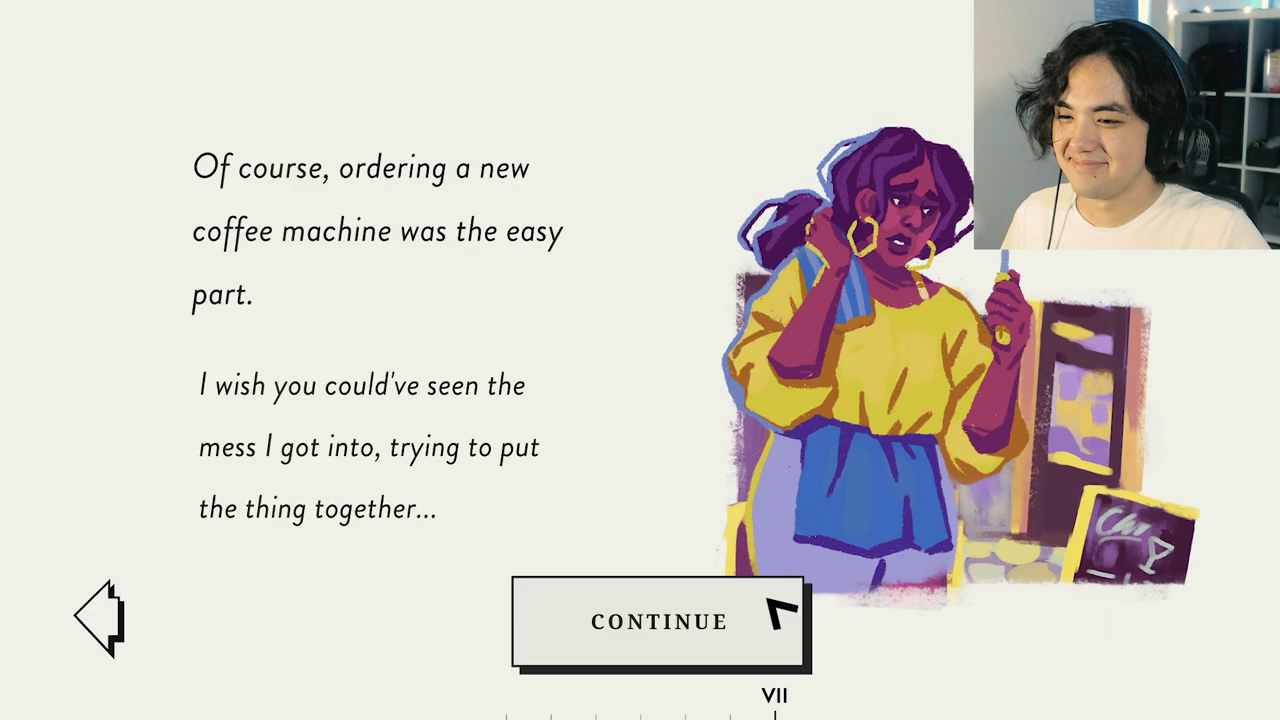 Of course, ordering a new
coffee machine was the easy
part.
I wish you could've seen the
mess I got into, trying to put
the thing together...
CONTINUE
VII